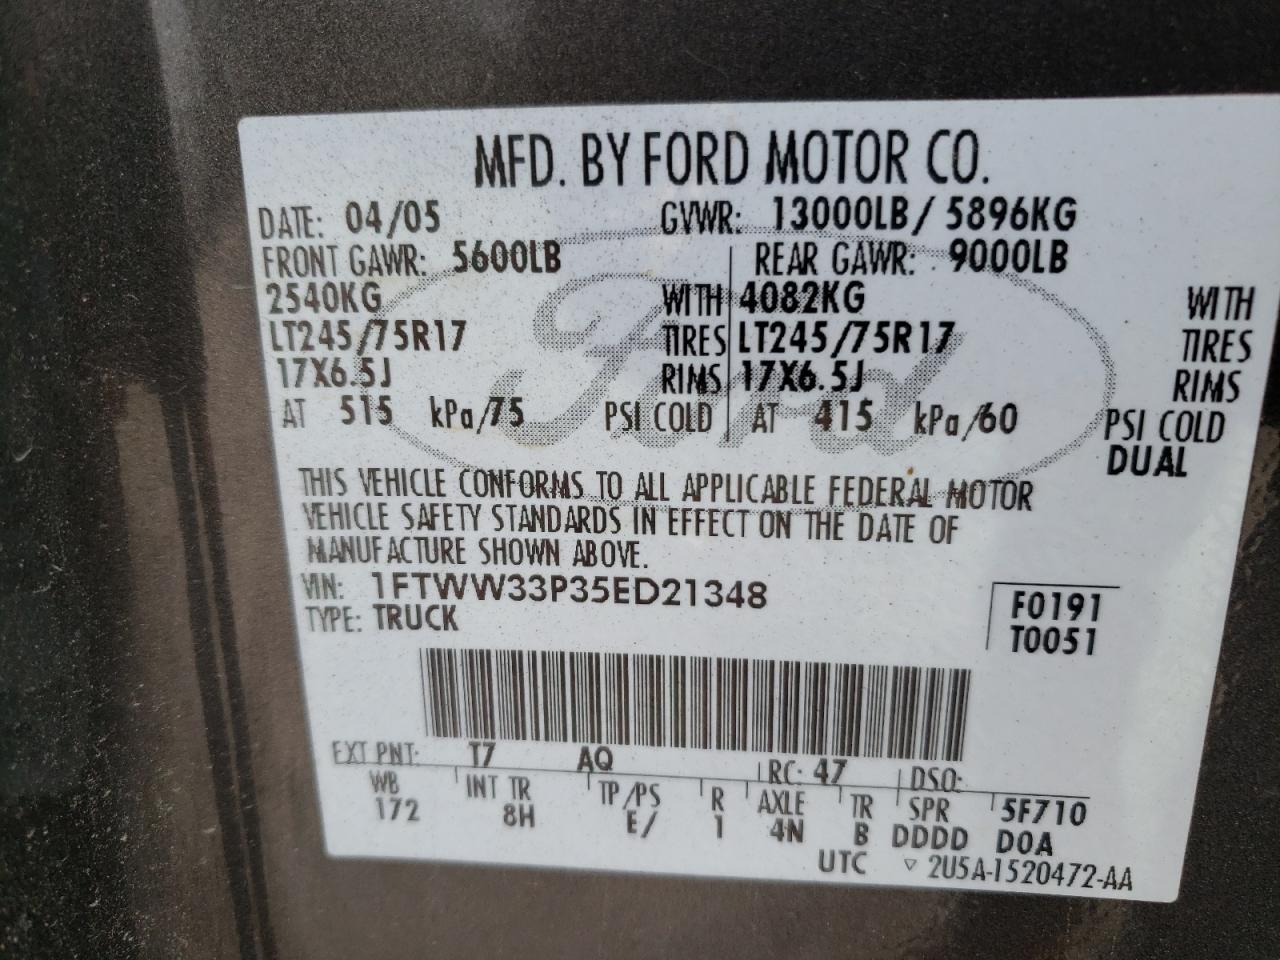 MFD. BY FORD MOTOR CO.
DATE: 04/05 GVWR: 13000LB/ 5896KG
FRONT GAWR: 5600LB REAR GAWR: 9000LB
2540KG WITH 4082KG WITH
LT245/75R17 TIRES LT245/75R17 TIRES
17X6.5J RIMS 17X6.5J RIMS
AT 515 kPa/75 PSI COLD AT 415 kPa/60 PSI COLD
DUAL
Ford
THIS VEHICLE CONFORMS TO ALL APPLICABLE FEDERAL MOTOR
VEHICLE SAFETY STANDARDS IN EFFECT ON THE DATE OF
MANUFACTURE SHOWN ABOVE.
VIN: 1FTWW33P35ED21348
TYPE: TRUCK
F0191
T0051
EXT PNT: T7 AQ RC: 47 DSO:
WB INT TR TP/PS R AXLE TR SPR 5F710
172 8H E/ 1 4N B DDDD DOA
UTC ▽ 2U5A-1520472-AA